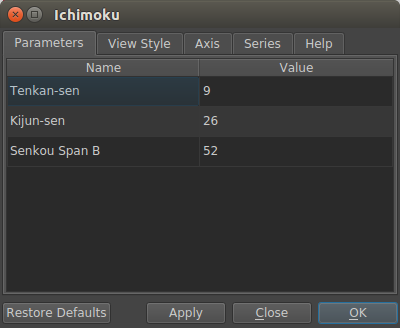 Ichimoku
Parameters View Style Axis Series Help
Name Value
Tenkan-sen 9
Kijun-sen 26
Senkou Span B 52
Restore Defaults Apply Close OK